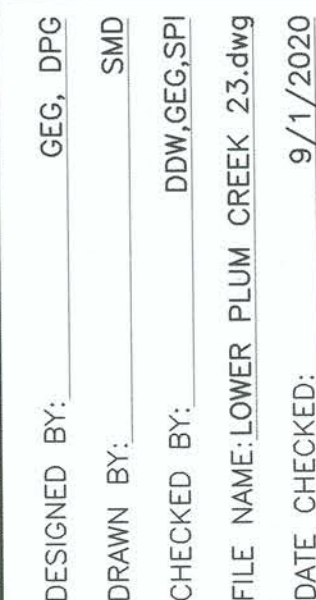 DESIGNED BY: GEG, DPG
DRAWN BY: SMD
CHECKED BY: DDW,GEG,SPI
FILE NAME: LOWER PLUM CREEK 23.dwg
DATE CHECKED: 9/1/2020